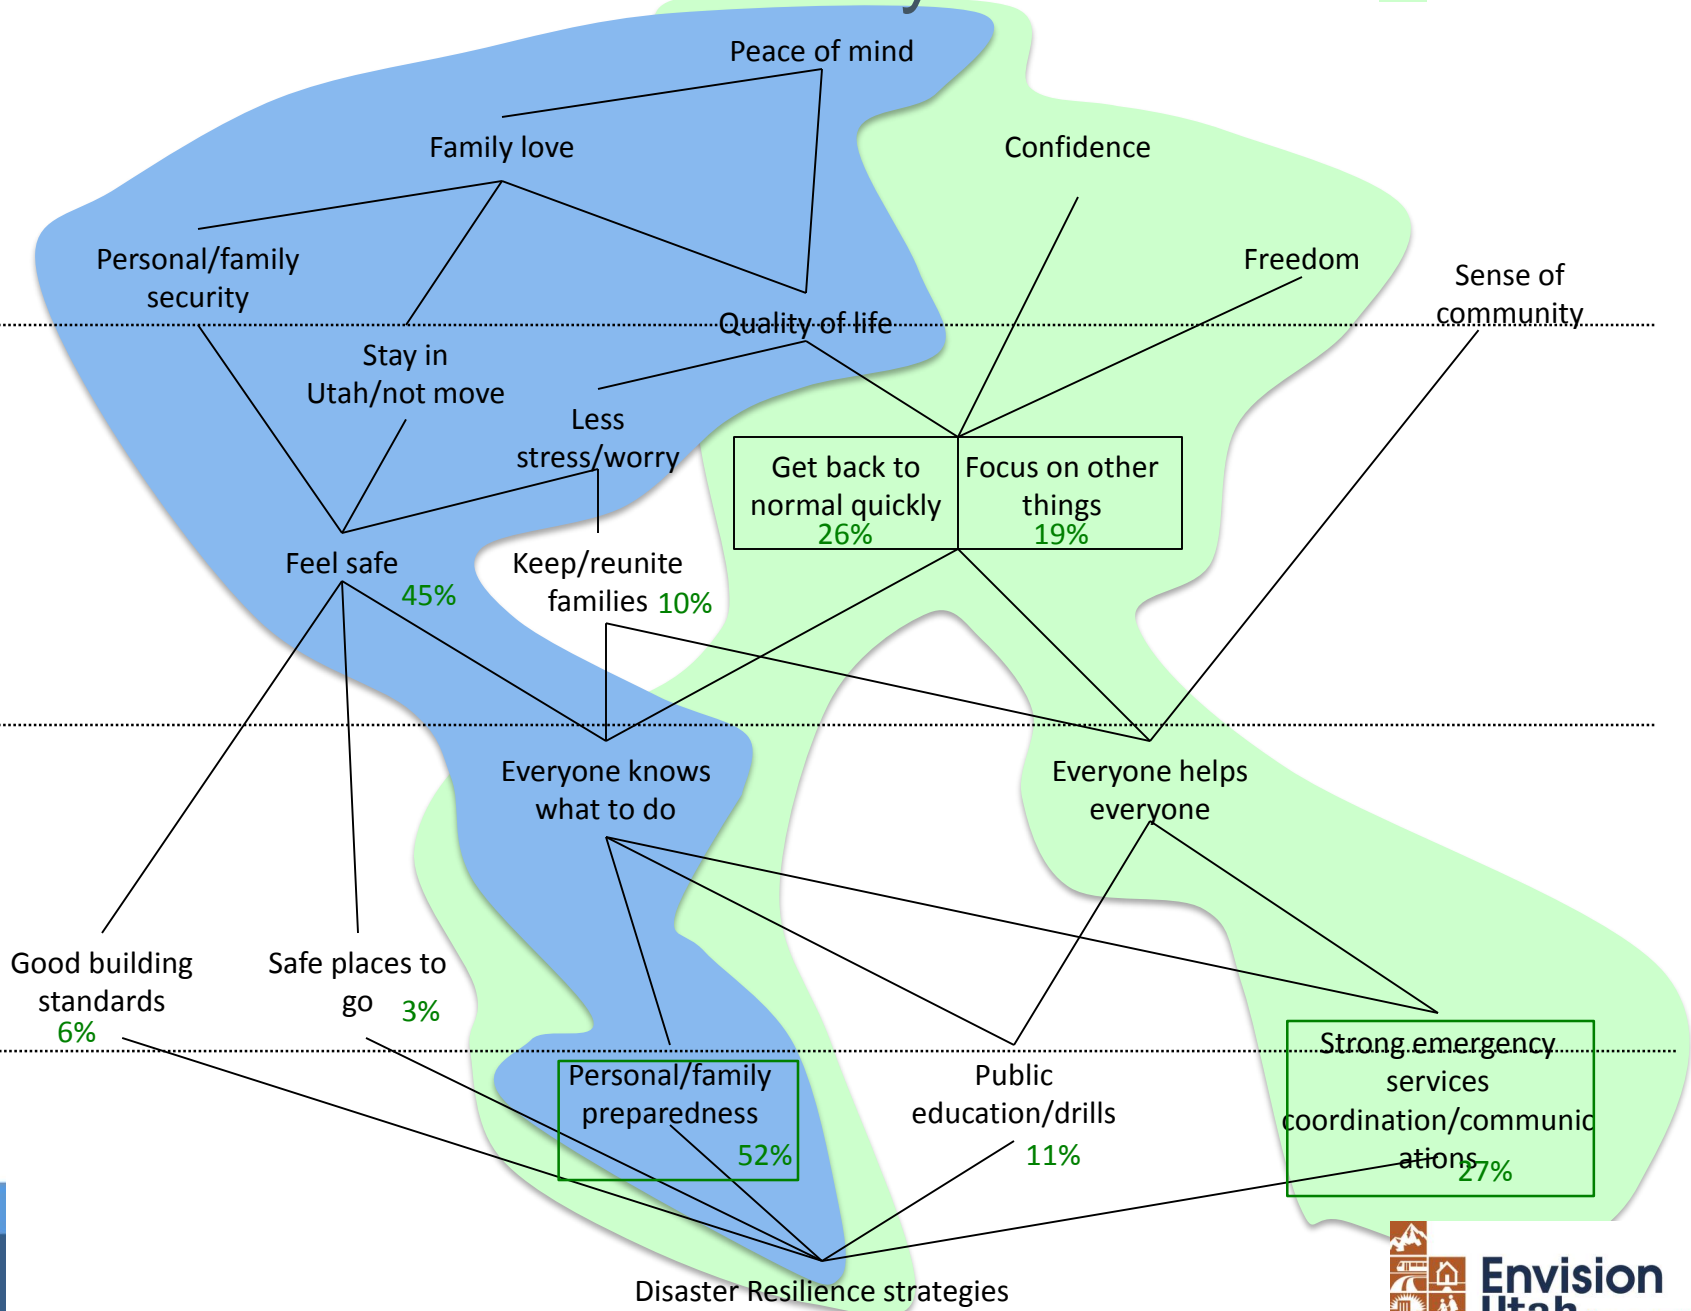 Peace of mind
Family love
Confidence
Personal/family
security
Freedom
Sense of
community
Quality of life
Stay in
Utah/not move
Less
stress/worry
Get back to
normal quickly
26%
Focus on other
things
19%
Feel safe
45%
Keep/reunite
families 10%
Everyone knows
what to do
Everyone helps
everyone
Good building
standards
6%
Safe places to
go 3%
Personal/family
preparedness
52%
Public
education/drills
11%
Strong emergency
services
coordination/communic
ations
27%
Disaster Resilience strategies
Envision
Utah